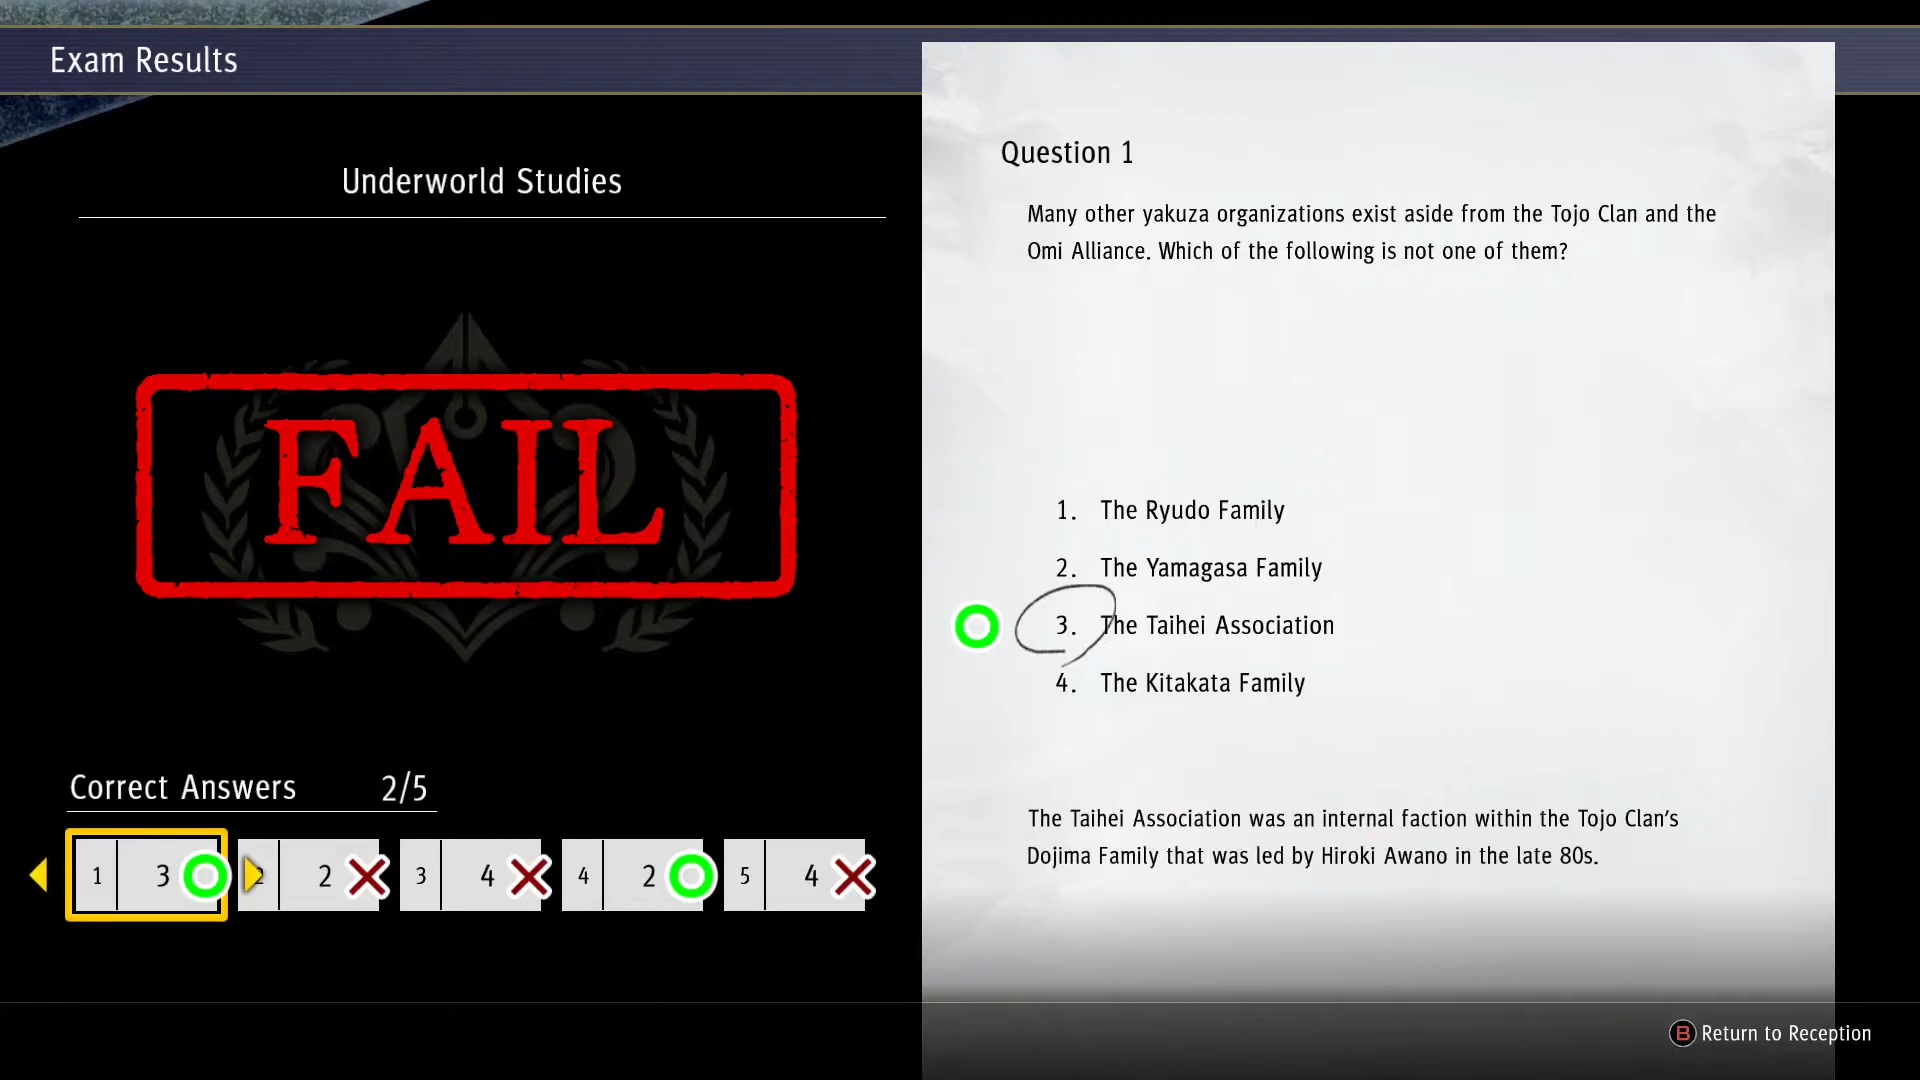 Exam Results
Underworld Studies
FAIL
Correct Answers 2/5
1 3 2 2 3 4 4 2 5 4
Question 1
Many other yakuza organizations exist aside from the Tojo Clan and the
Omi Alliance. Which of the following is not one of them?
1. The Ryudo Family
2. The Yamagasa Family
3. The Taihei Association
4. The Kitakata Family
The Taihei Association was an internal faction within the Tojo Clan's
Dojima Family that was led by Hiroki Awano in the late 80s.
B Return to Reception